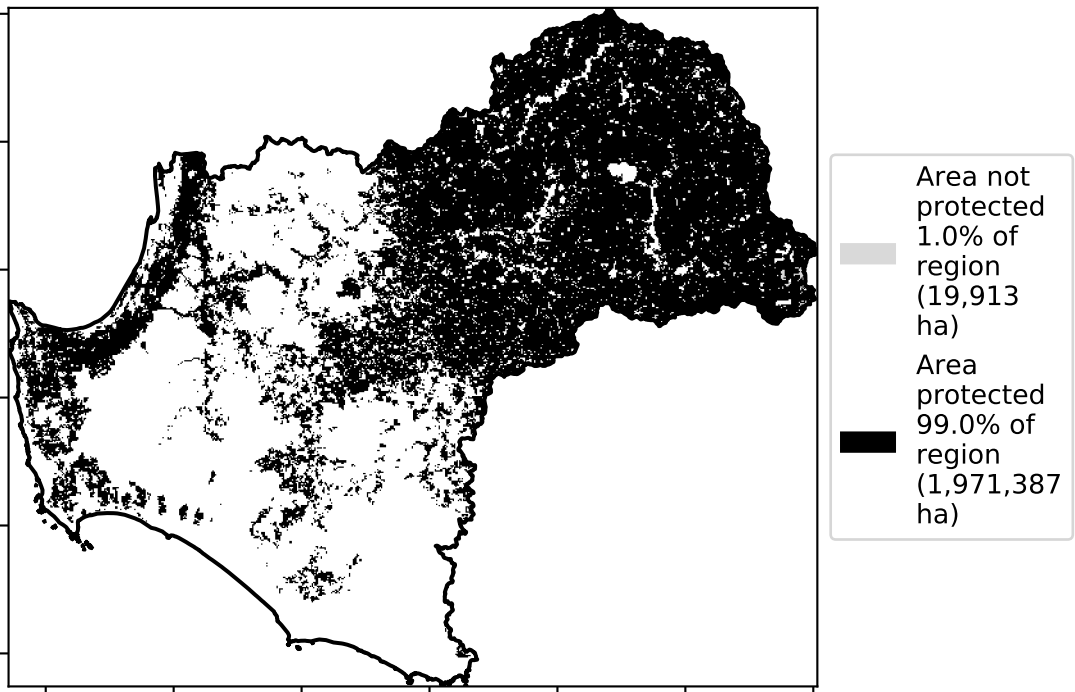 Area not
protected
1.0% of
region
(19,913
ha)
Area
protected
99.0% of
region
(1,971,387
ha)